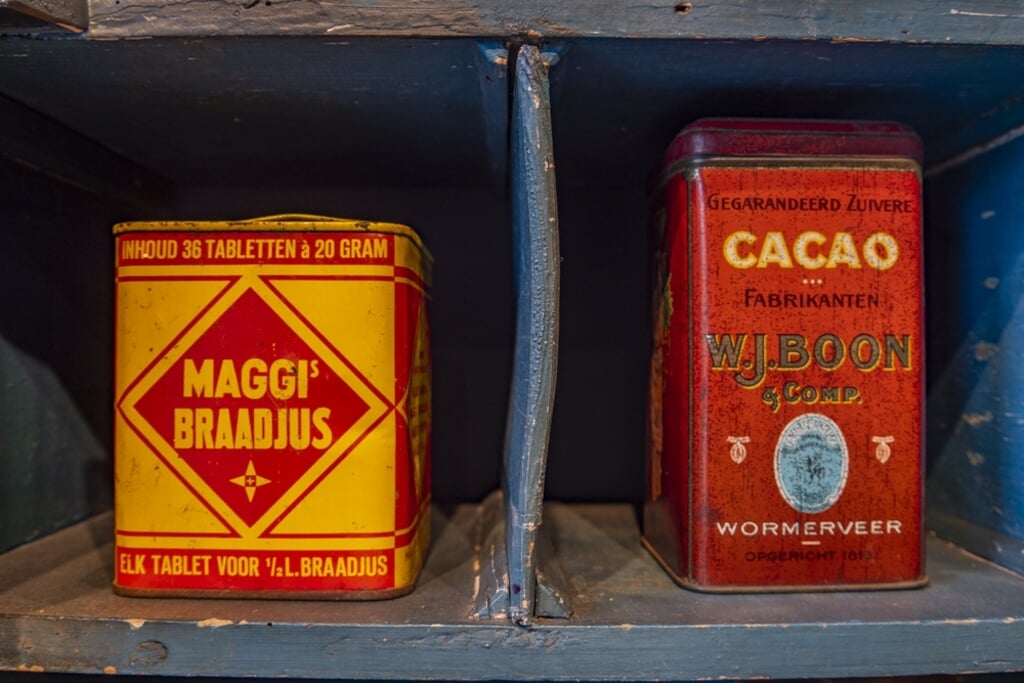 INHOUD 36 TABLETTEN à 20 GRAM
MAGGI'S
BRAADJUS
ELK TABLET VOOR 1/2 L. BRAADJUS
GEGARANDEERD ZUIVERE
CACAO
FABRIKANTEN
W.J.BOON
& COMP.
WORMERVEER
OPGERICHT